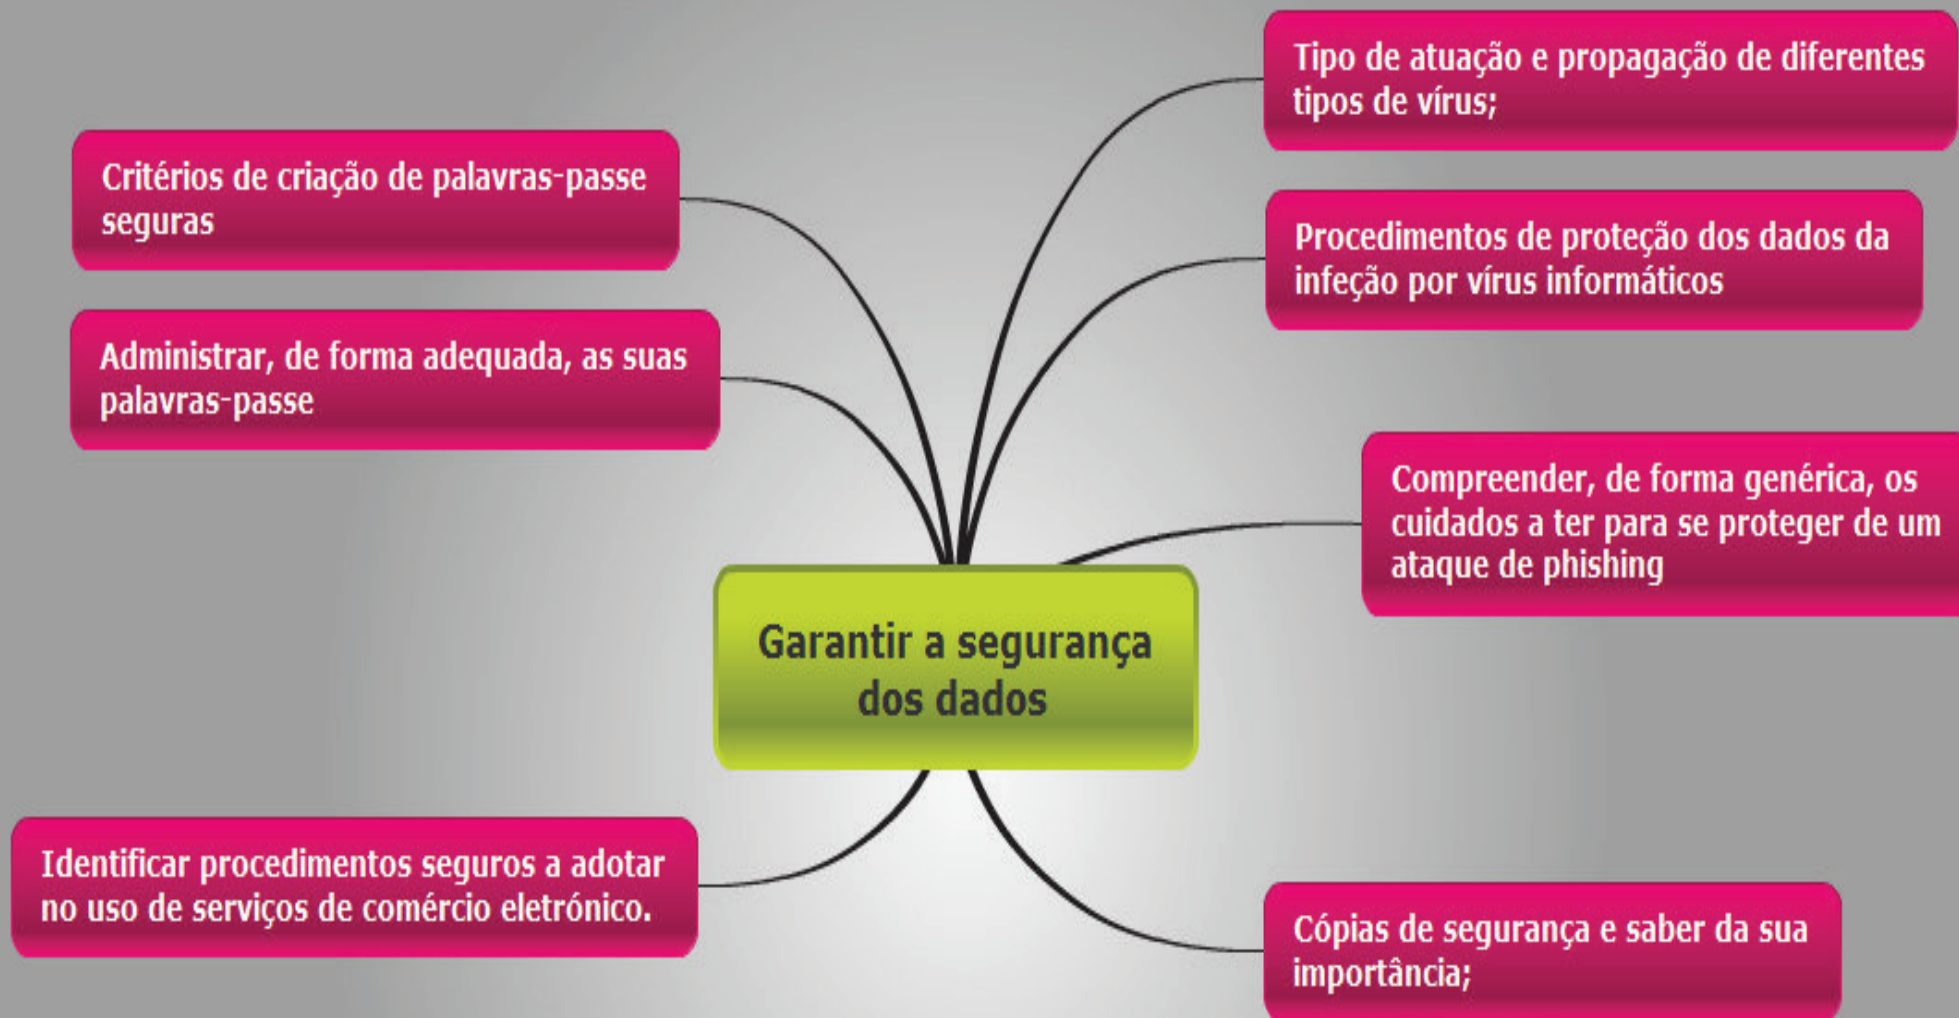 Tipo de atuação e propagação de diferentes
tipos de vírus;
Critérios de criação de palavras-passe
seguras
Procedimentos de proteção dos dados da
infeção por vírus informáticos
Administrar, de forma adequada, as suas
palavras-passe
Compreender, de forma genérica, os
cuidados a ter para se proteger de um
ataque de phishing
Garantir a segurança
dos dados
Identificar procedimentos seguros a adotar
no uso de serviços de comércio eletrónico.
Cópias de segurança e saber da sua
importância;